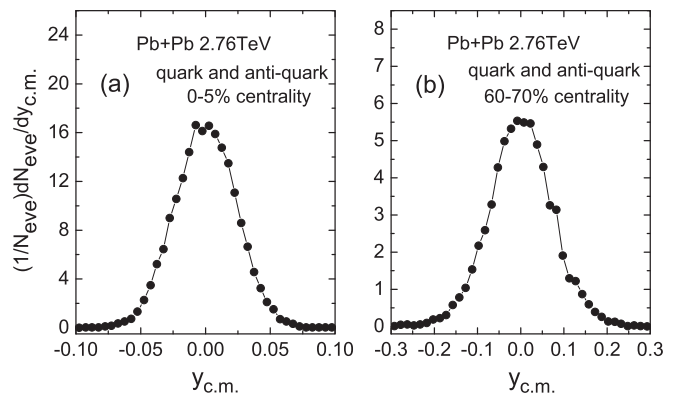 Pb+Pb 2.76TeV
(a)
quark and anti-quark
0-5% centrality
(1/N_eve)dN_eve/dy_c.m.
24
20
16
12
8
4
0
-0.10 -0.05 0.00 0.05 0.10
y_c.m.
Pb+Pb 2.76TeV
quark and anti-quark
(b)
60-70% centrality
8
7
6
5
4
3
2
1
0
-0.3 -0.2 -0.1 0.0 0.1 0.2 0.3
y_c.m.